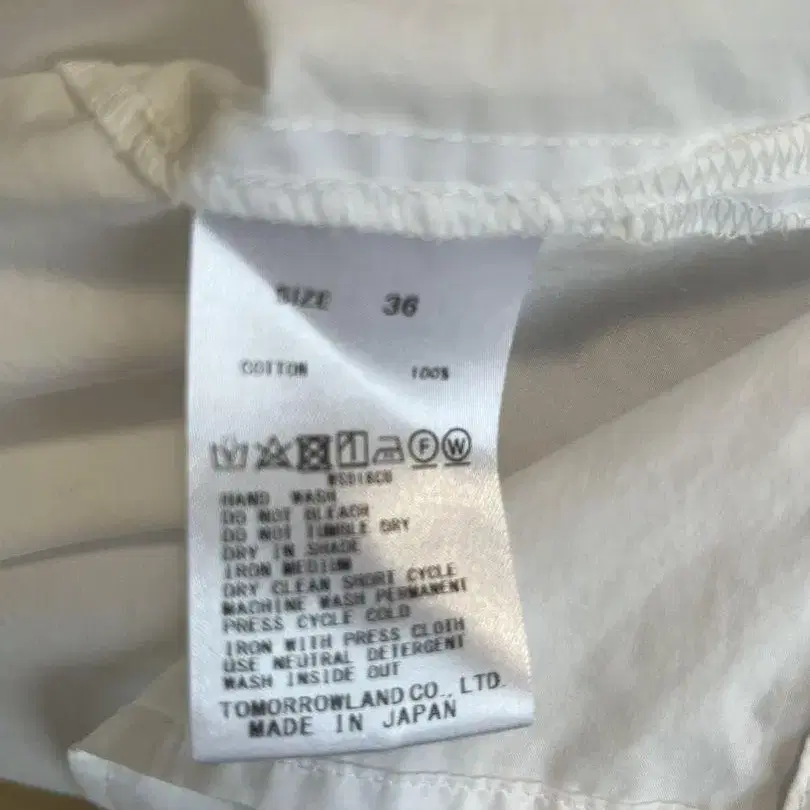 SIZE 36
COTTON 100%
F W
HAND WASH
DO NOT BLEACH
DO NOT TUMBLE DRY
DRY IN SHADE
IRON MEDIUM
DRY CLEAN SHORT CYCLE
MACHINE WASH PERMANENT
PRESS CYCLE COLD
IRON WITH PRESS CLOTH
USE NEUTRAL DETERGENT
WASH INSIDE OUT
TOMORROWLAND CO., LTD.
MADE IN JAPAN